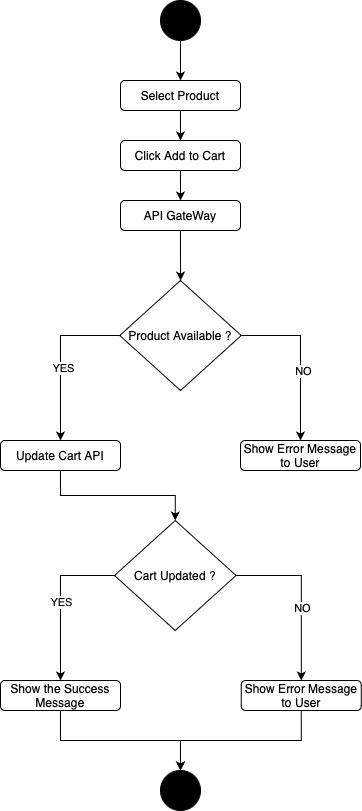 Select Product
Click Add to Cart
API GateWay
Product Available ?
YES
NO
Update Cart API
Show Error Message
to User
Cart Updated ?
YES
NO
Show the Success
Message
Show Error Message
to User